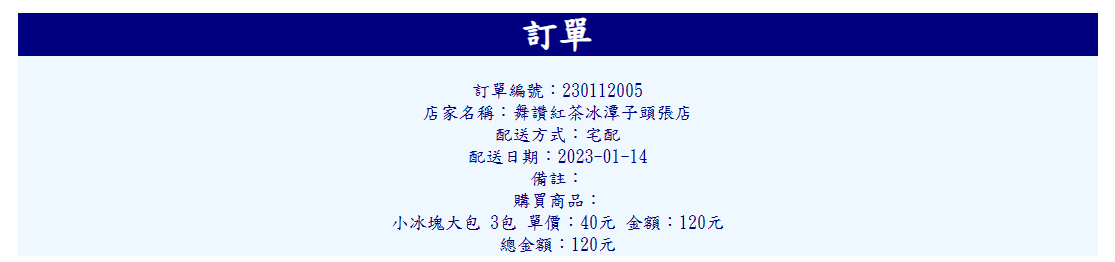 訂單
訂單編號：230112005
店家名稱：舞讚紅茶冰潭子頭張店
配送方式：宅配
配送日期：2023-01-14
備註：
購買商品：
小冰塊大包 3包 單價：40元 金額：120元
總金額：120元